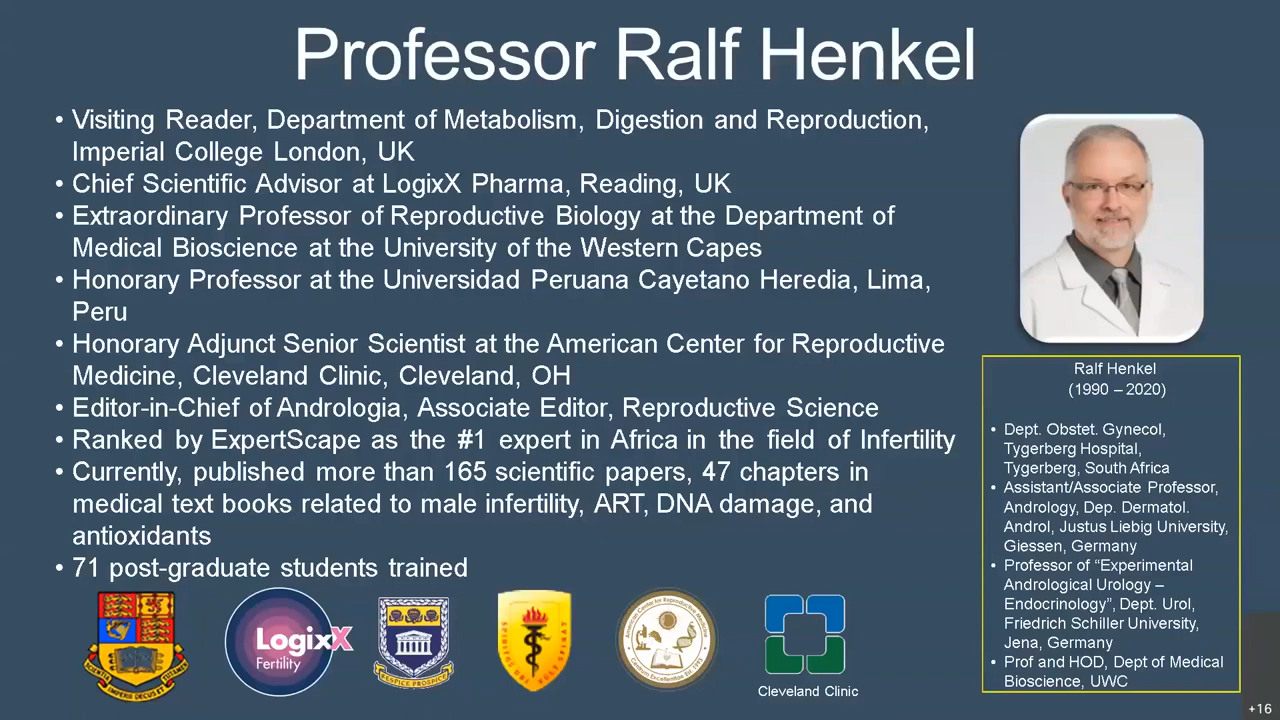 Professor Ralf Henkel
• Visiting Reader, Department of Metabolism, Digestion and Reproduction,
Imperial College London, UK
• Chief Scientific Advisor at LogixX Pharma, Reading, UK
• Extraordinary Professor of Reproductive Biology at the Department of
Medical Bioscience at the University of the Western Capes
• Honorary Professor at the Universidad Peruana Cayetano Heredia, Lima,
Peru
• Honorary Adjunct Senior Scientist at the American Center for Reproductive
Medicine, Cleveland Clinic, Cleveland, OH
• Editor-in-Chief of Andrologia, Associate Editor, Reproductive Science
• Ranked by ExpertScape as the #1 expert in Africa in the field of Infertility
• Currently, published more than 165 scientific papers, 47 chapters in
medical text books related to male infertility, ART, DNA damage, and
antioxidants
• 71 post-graduate students trained
Ralf Henkel
(1990 – 2020)
• Dept. Obstet. Gynecol,
Tygerberg Hospital,
Tygerberg, South Africa
• Assistant/Associate Professor,
Andrology, Dep. Dermatol.
Androl, Justus Liebig University,
Giessen, Germany
• Professor of “Experimental
Andrological Urology –
Endocrinology”, Dept. Urol,
Friedrich Schiller University,
Jena, Germany
• Prof and HOD, Dept of Medical
Bioscience, UWC
LogixX
Fertility
Cleveland Clinic
+16